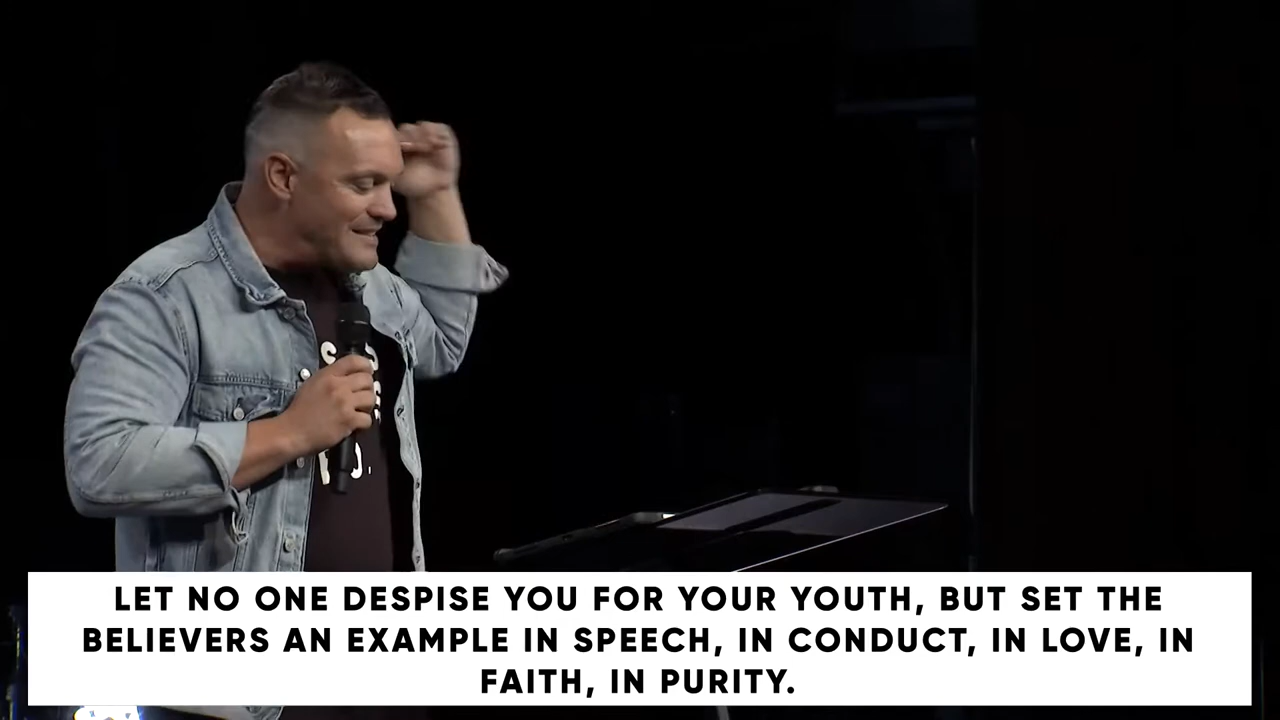 LET NO ONE DESPISE YOU FOR YOUR YOUTH, BUT SET THE
BELIEVERS AN EXAMPLE IN SPEECH, IN CONDUCT, IN LOVE, IN
FAITH, IN PURITY.